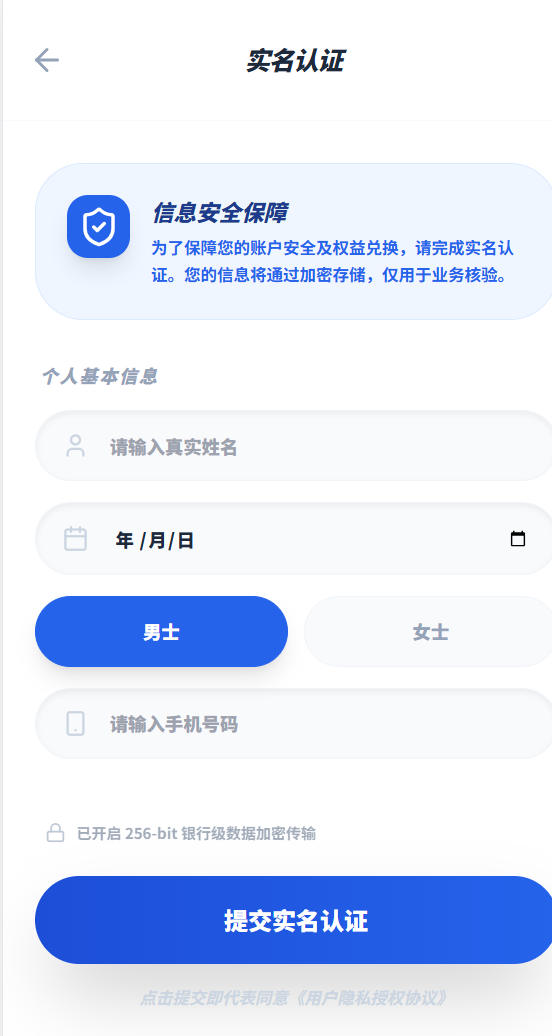 实名认证
信息安全保障
为了保障您的账户安全及权益兑换，请完成实名认
证。您的信息将通过加密存储，仅用于业务核验。
个人基本信息
请输入真实姓名
年 /月/日
男士 女士
请输入手机号码
已开启 256-bit 银行级数据加密传输
提交实名认证
点击提交即代表同意《用户隐私授权协议》